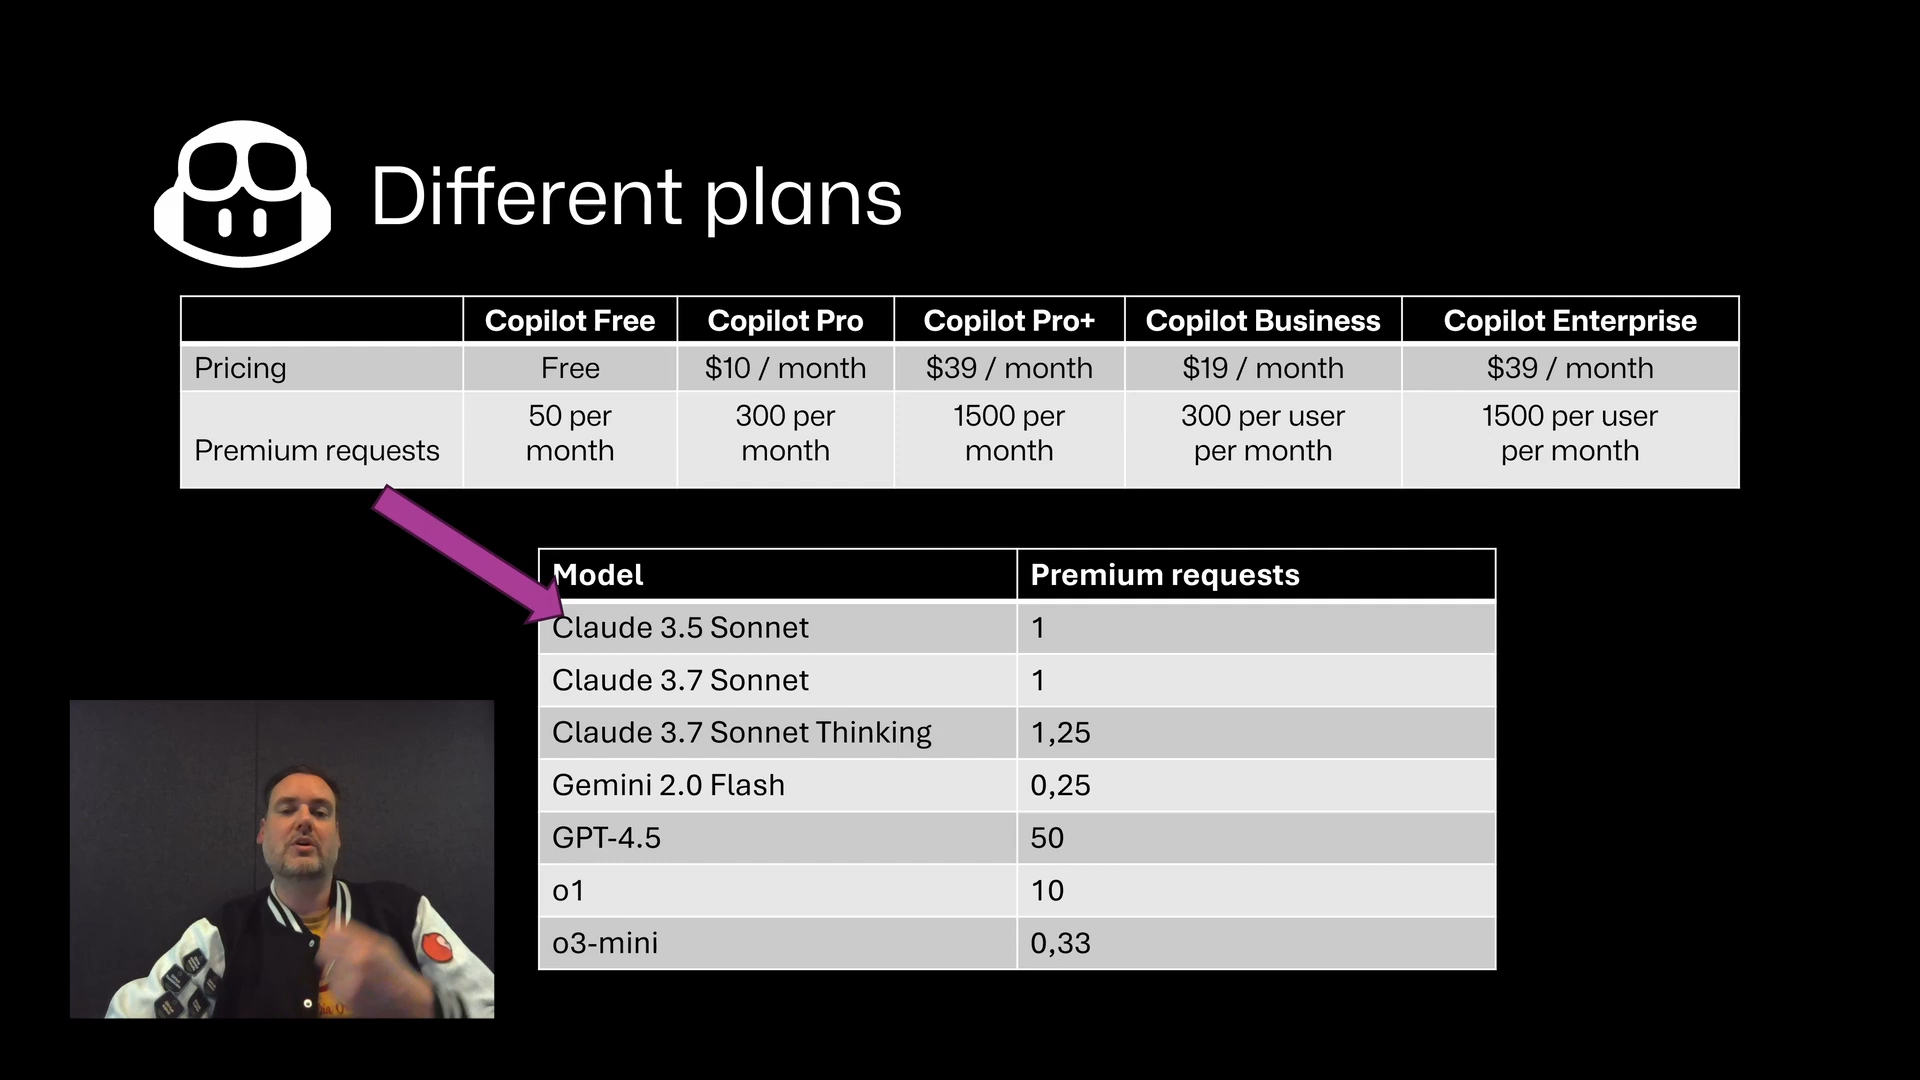 Different plans
Copilot Free Copilot Pro Copilot Pro+ Copilot Business Copilot Enterprise
Pricing Free $10 / month $39 / month $19 / month $39 / month
Premium requests 50 per month 300 per month 1500 per month 300 per user per month 1500 per user per month
Model Premium requests
Claude 3.5 Sonnet 1
Claude 3.7 Sonnet 1
Claude 3.7 Sonnet Thinking 1,25
Gemini 2.0 Flash 0,25
GPT-4.5 50
o1 10
o3-mini 0,33